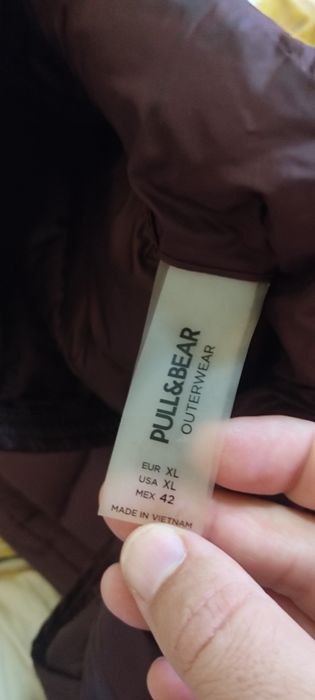 PULL&BEAR
OUTERWEAR
EUR XL
USA XL
MEX 42
MADE IN VIETNAM